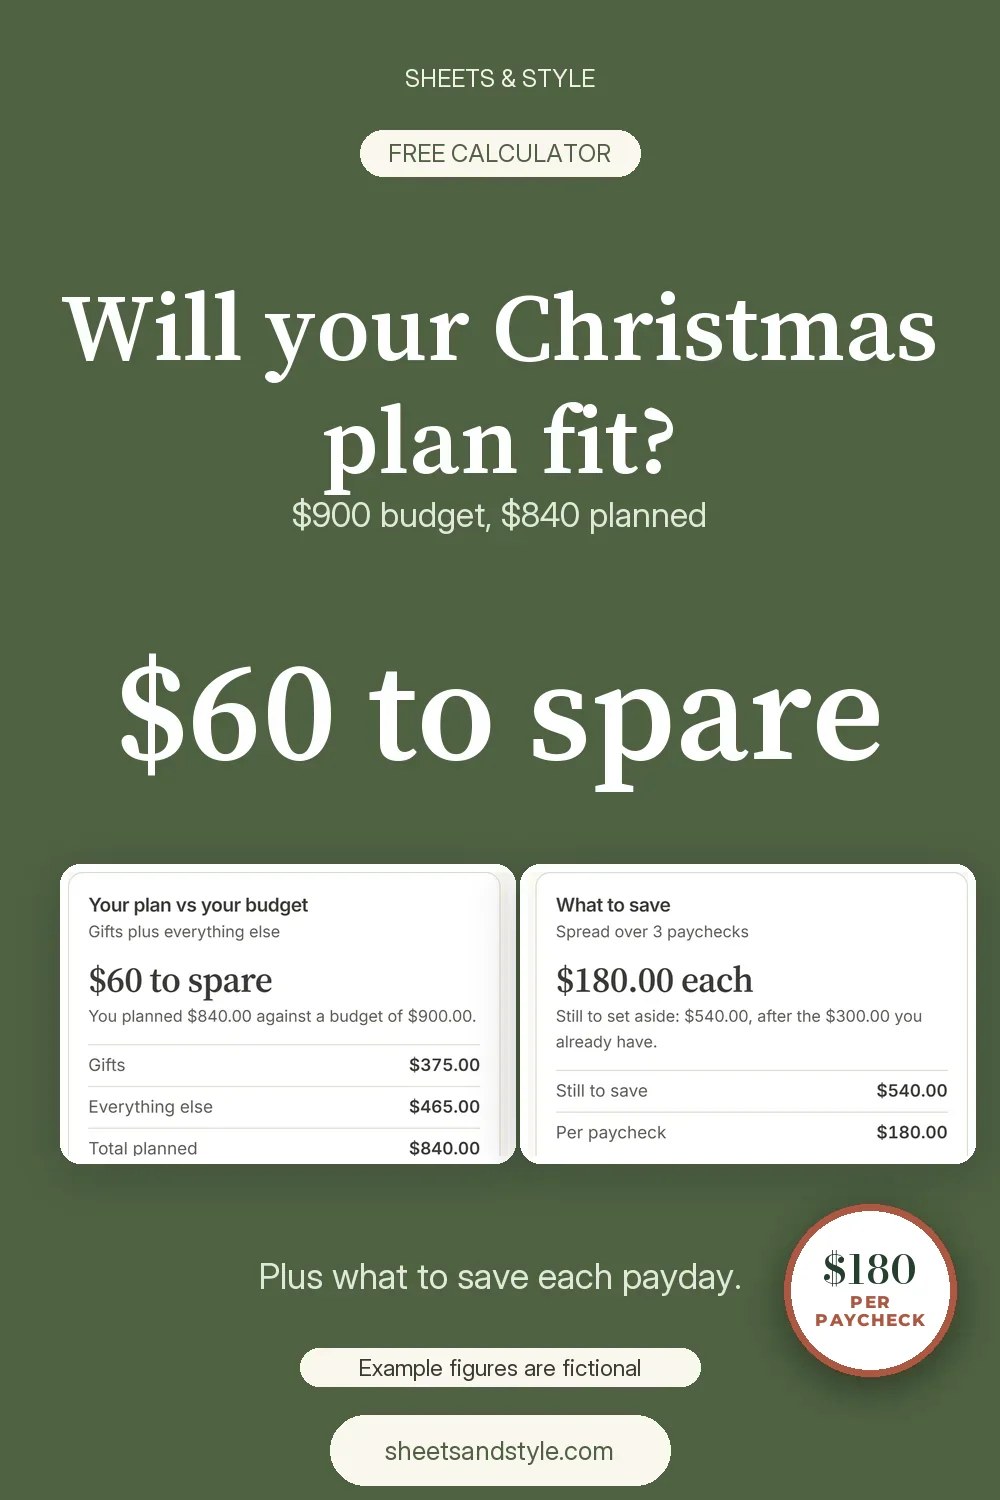 SHEETS & STYLE
FREE CALCULATOR
Will your Christmas
plan fit?
$900 budget, $840 planned
$60 to spare
Your plan vs your budget
Gifts plus everything else
$60 to spare
You planned $840.00 against a budget of $900.00.
Gifts $375.00
Everything else $465.00
Total planned $840.00
What to save
Spread over 3 paychecks
$180.00 each
Still to set aside: $540.00, after the $300.00 you
already have.
Still to save $540.00
Per paycheck $180.00
Plus what to save each payday.
$180
PER
PAYCHECK
Example figures are fictional
sheetsandstyle.com